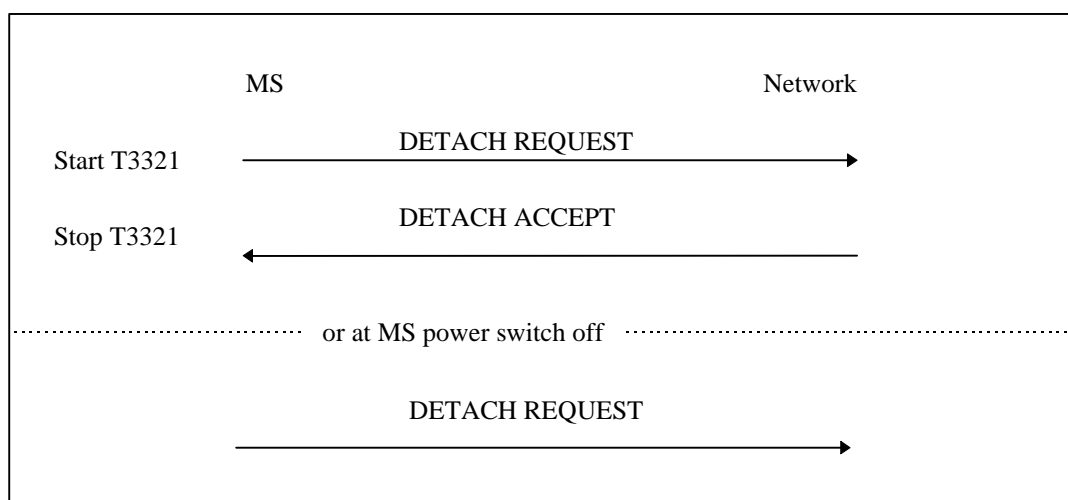 MS Network
DETACH REQUEST
Start T3321
DETACH ACCEPT
Stop T3321
or at MS power switch off
DETACH REQUEST